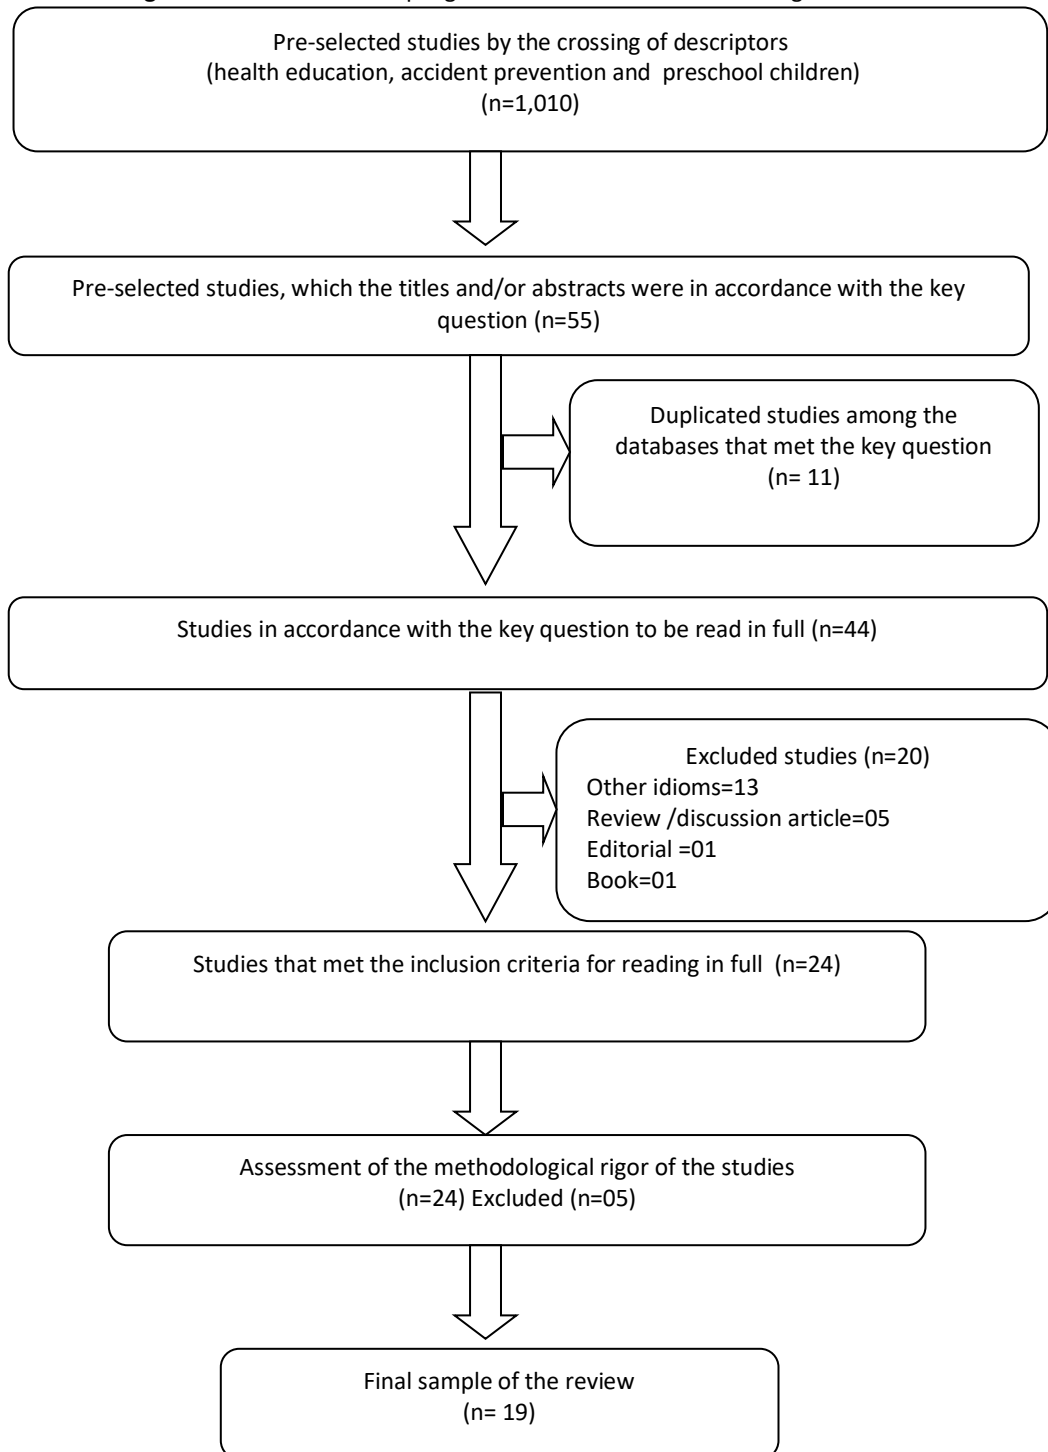 Pre-selected studies by the crossing of descriptors
(health education, accident prevention and preschool children)
(n=1,010)
Pre-selected studies, which the titles and/or abstracts were in accordance with the key
question (n=55)
Duplicated studies among the
databases that met the key question
(n= 11)
Studies in accordance with the key question to be read in full (n=44)
Excluded studies (n=20)
Other idioms=13
Review /discussion article=05
Editorial =01
Book=01
Studies that met the inclusion criteria for reading in full (n=24)
Assessment of the methodological rigor of the studies
(n=24) Excluded (n=05)
Final sample of the review
(n= 19)